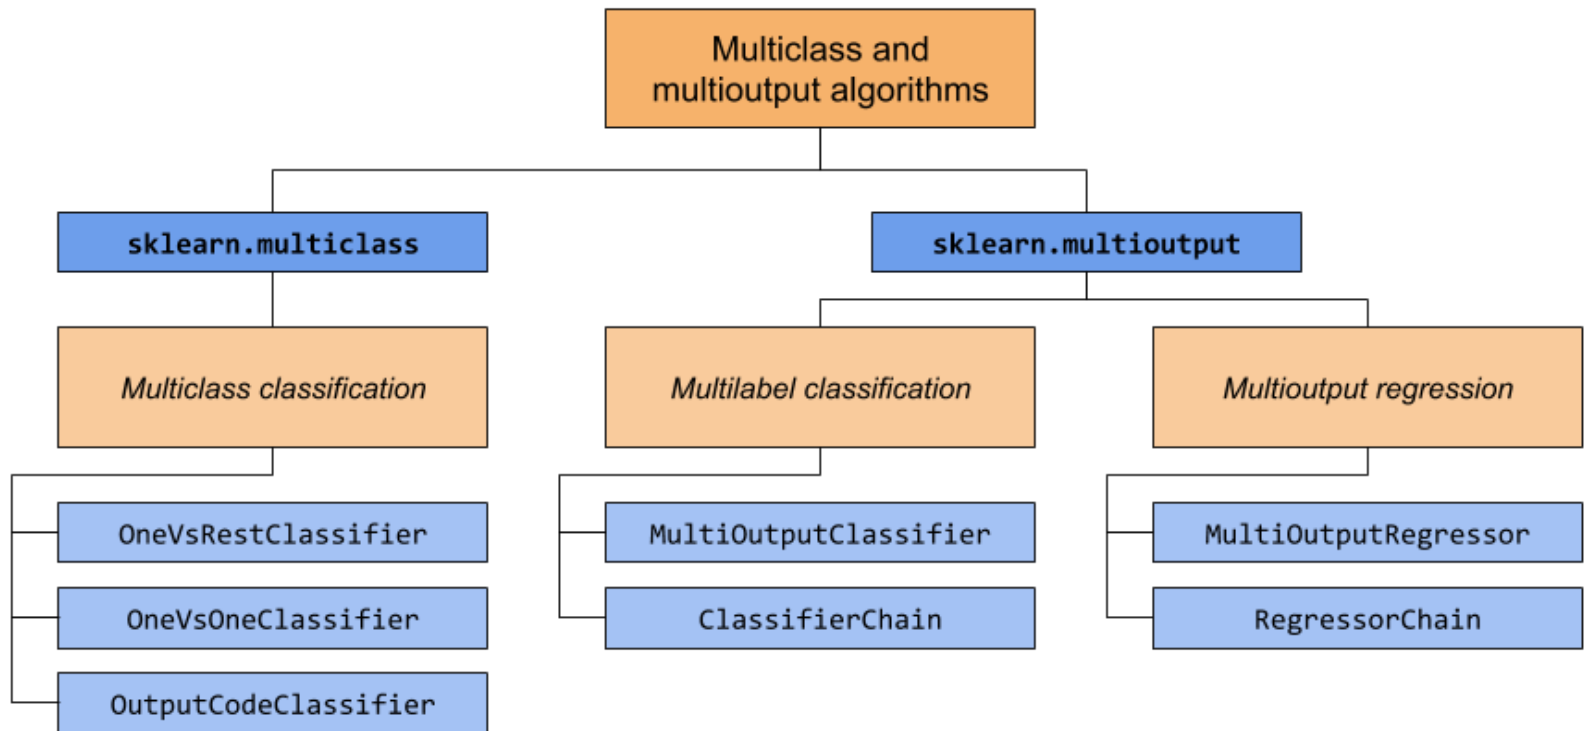 Multiclass and
multioutput algorithms
sklearn.multiclass
sklearn.multioutput
Multiclass classification
Multilabel classification
Multioutput regression
OneVsRestClassifier
MultiOutputClassifier
MultiOutputRegressor
OneVsOneClassifier
ClassifierChain
RegressorChain
OutputCodeClassifier